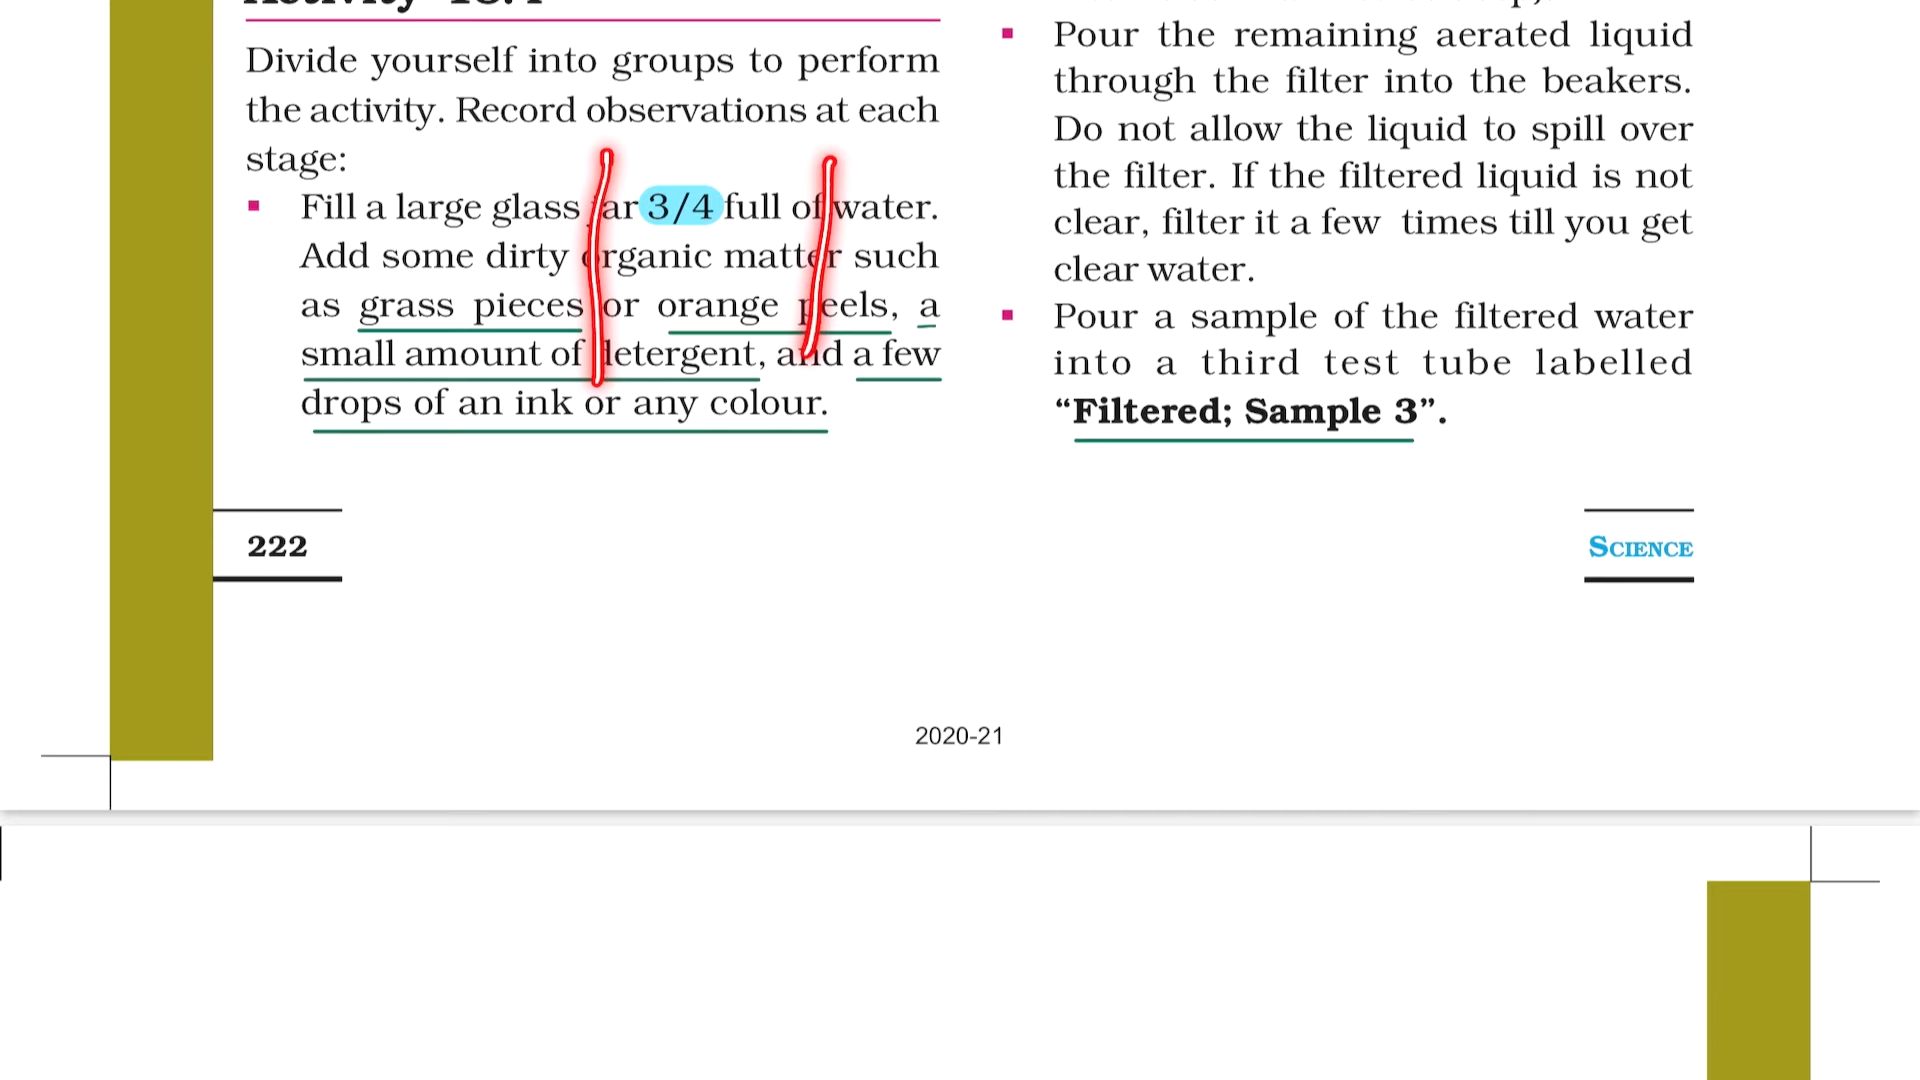 Divide yourself into groups to perform
the activity. Record observations at each
stage:
▪ Fill a large glass jar 3/4 full of water.
Add some dirty organic matter such
as grass pieces or orange peels, a
small amount of detergent, and a few
drops of an ink or any colour.
▪ Pour the remaining aerated liquid
through the filter into the beakers.
Do not allow the liquid to spill over
the filter. If the filtered liquid is not
clear, filter it a few times till you get
clear water.
▪ Pour a sample of the filtered water
into a third test tube labelled
“Filtered; Sample 3”.
222
SCIENCE
2020-21